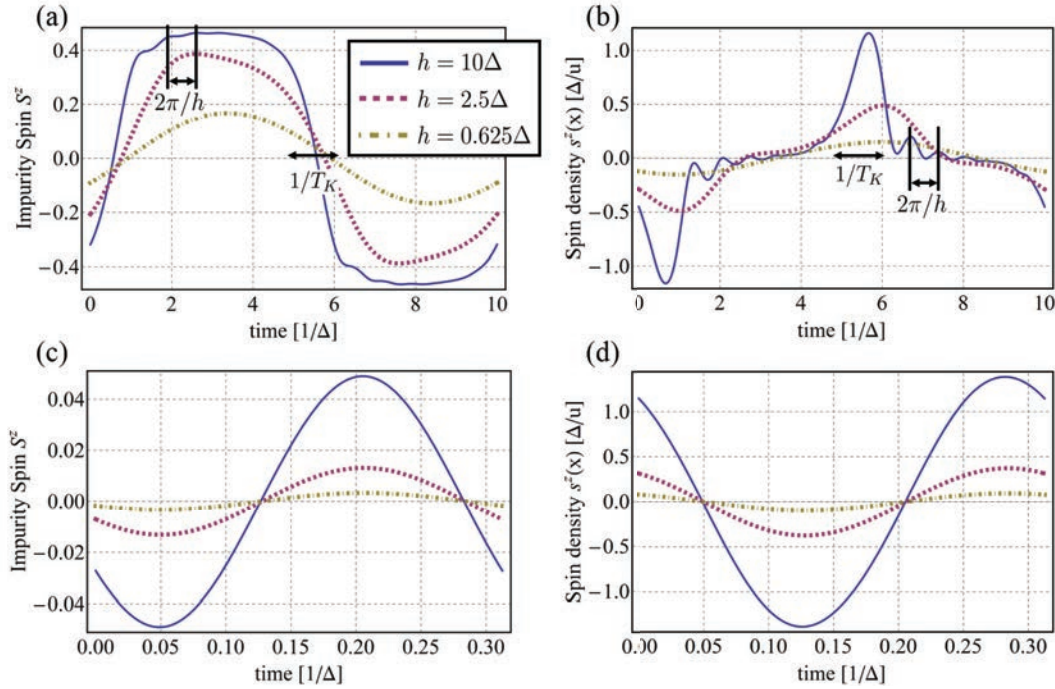 (a)
Impurity Spin S^z
0.4
0.2
0.0
−0.2
−0.4
2π/h
1/T_K
h = 10Δ
h = 2.5Δ
h = 0.625Δ
0 2 4 6 8 10
time [1/Δ]
(b)
Spin density s^z(x) [Δ/u]
1.0
0.5
0.0
−0.5
−1.0
1/T_K
2π/h
0 2 4 6 8 10
time [1/Δ]
(c)
Impurity Spin S^z
0.04
0.02
0.00
−0.02
−0.04
0.00 0.05 0.10 0.15 0.20 0.25 0.30
time [1/Δ]
(d)
Spin density s^z(x) [Δ/u]
1.0
0.5
0.0
−0.5
−1.0
0.00 0.05 0.10 0.15 0.20 0.25 0.30
time [1/Δ]